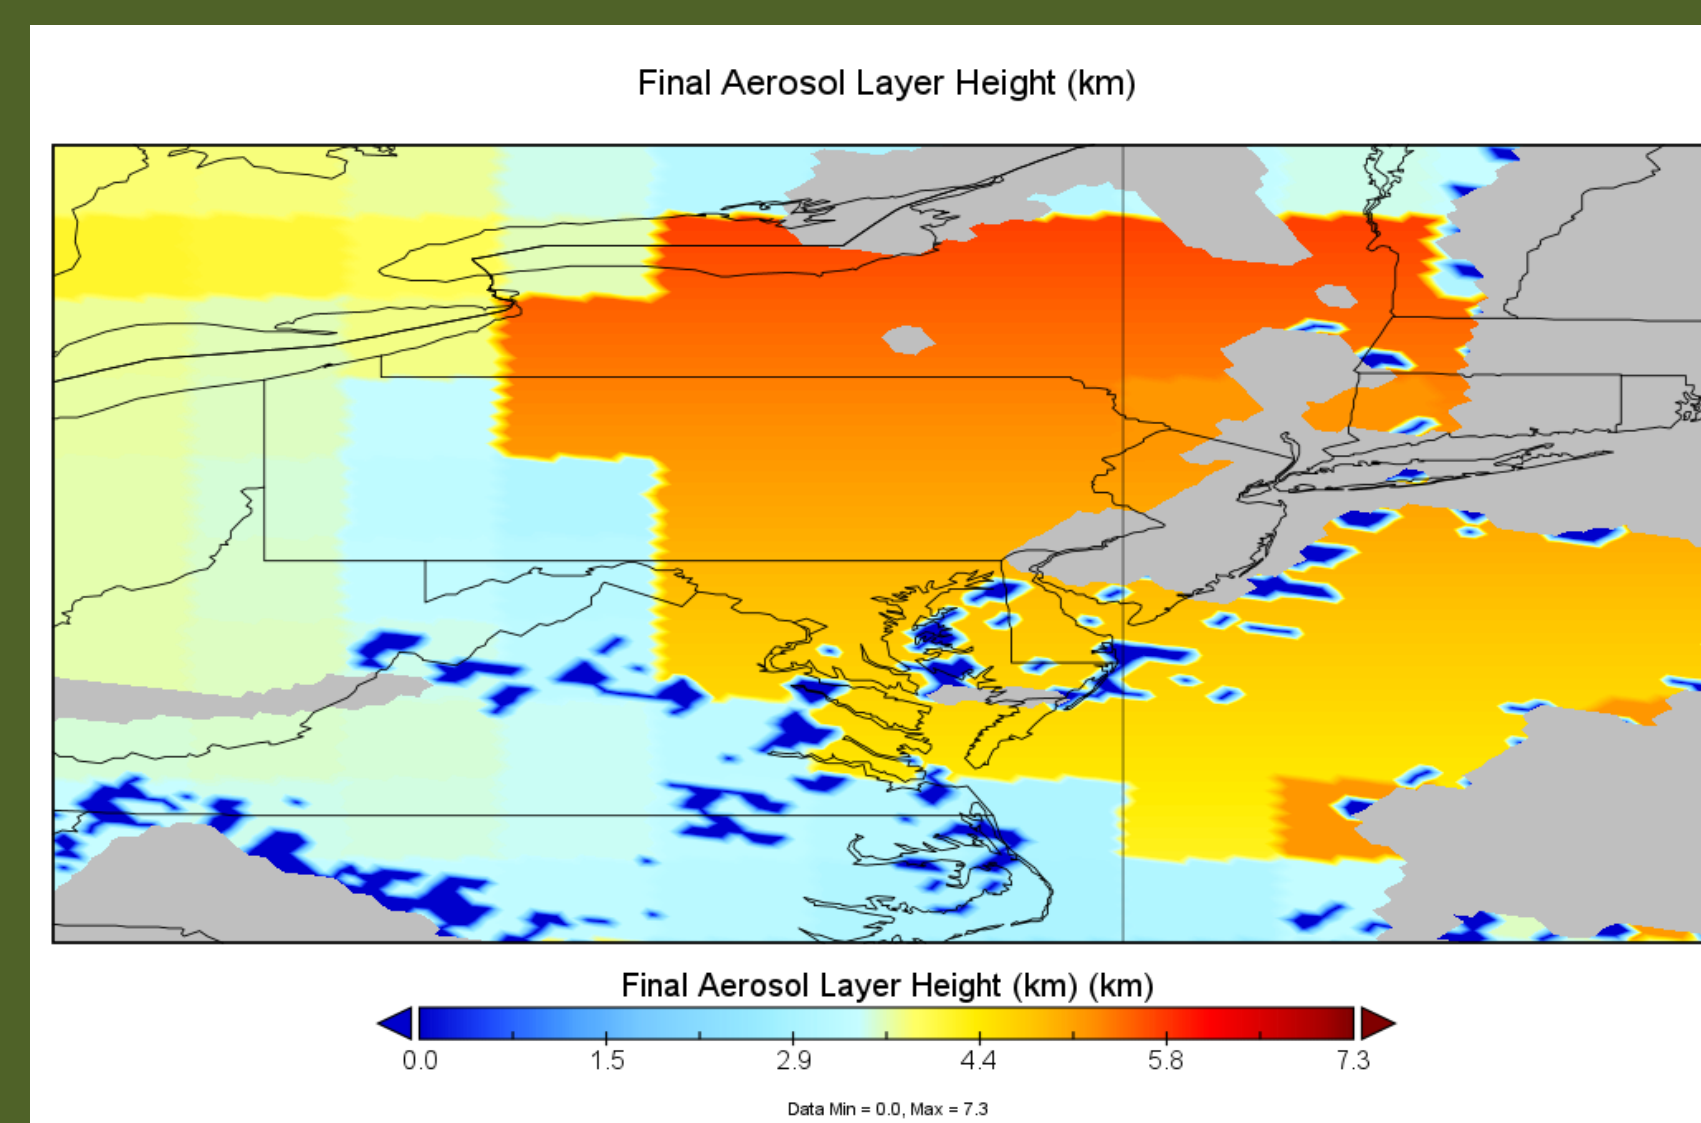 Final Aerosol Layer Height (km)
Final Aerosol Layer Height (km) (km)
0.0 1.5 2.9 4.4 5.8 7.3
Data Min = 0.0, Max = 7.3